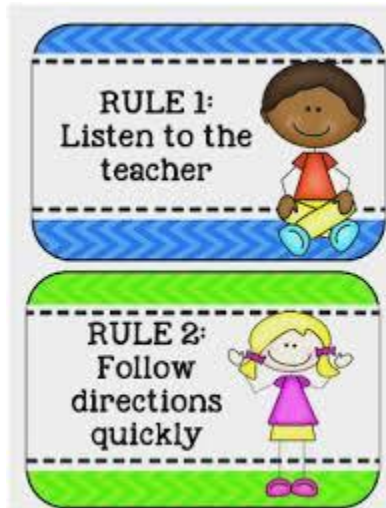 RULE 1:
Listen to the
teacher
RULE 2:
Follow
directions
quickly